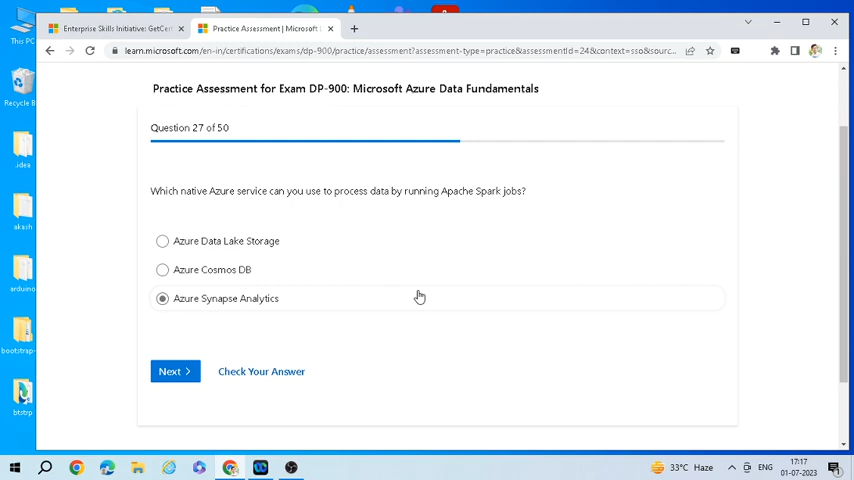 Enterprise Skills Initiative: GetCert
Practice Assessment | Microsoft
learn.microsoft.com/en-in/certifications/exams/dp-900/practice/assessment?assessment-type=practice&assessmentId=24&context=sso&sourc...
This PC
Recycle B
.idea
akash
arduino
bootstrap-
btstrp
Practice Assessment for Exam DP-900: Microsoft Azure Data Fundamentals
Question 27 of 50
Which native Azure service can you use to process data by running Apache Spark jobs?
Azure Data Lake Storage
Azure Cosmos DB
Azure Synapse Analytics
Next
Check Your Answer
33°C Haze
ENG
17:17
01-07-2023